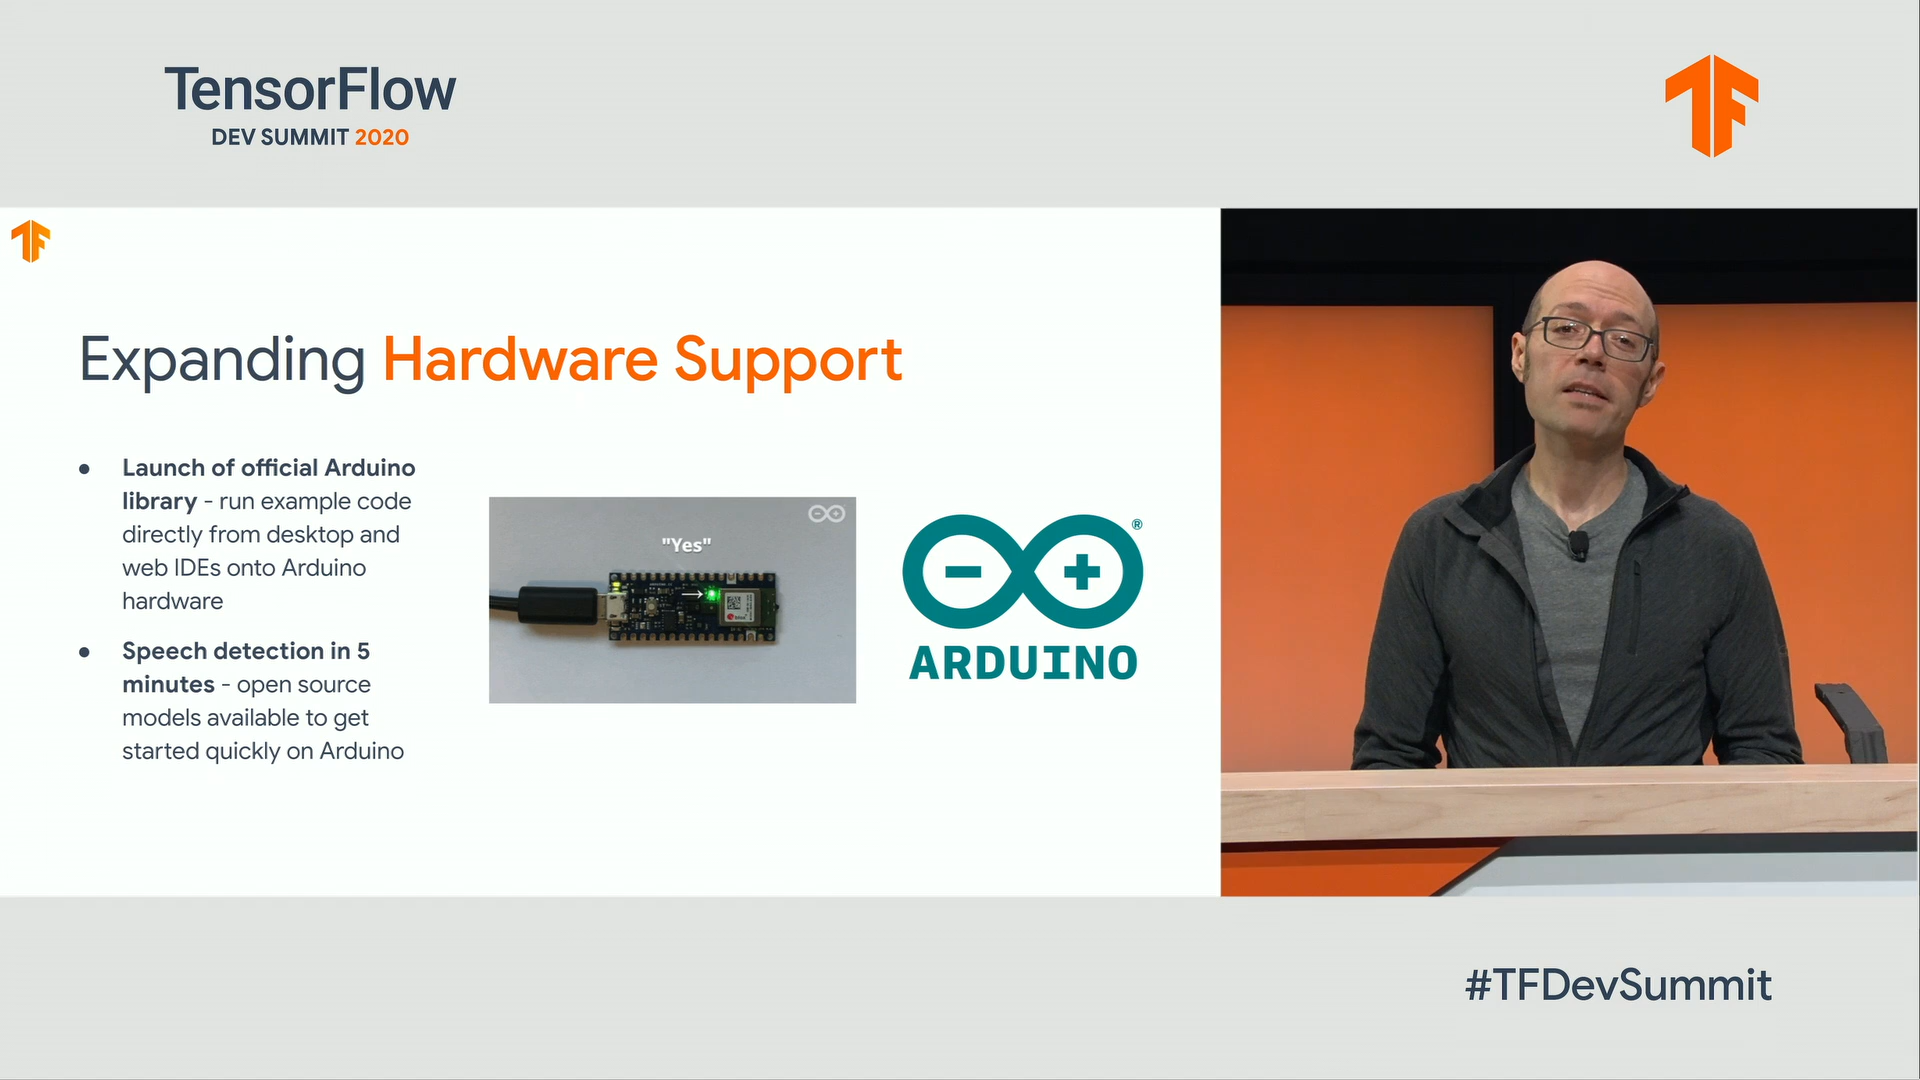 TensorFlow
DEV SUMMIT 2020
Expanding Hardware Support
● Launch of official Arduino
library - run example code
directly from desktop and
web IDEs onto Arduino
hardware
● Speech detection in 5
minutes - open source
models available to get
started quickly on Arduino
"Yes"
ARDUINO
®
#TFDevSummit